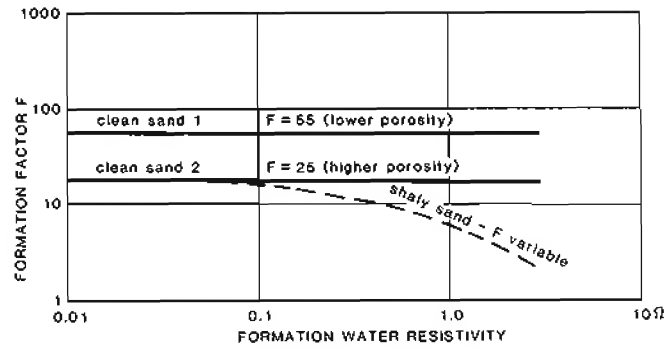 1000
100
10
1
FORMATION FACTOR F
clean sand 1 F = 55 (lower porosity)
clean sand 2 F = 25 (higher porosity)
shaly sand - F variable
0.01 0.1 1.0 10Ω
FORMATION WATER RESISTIVITY